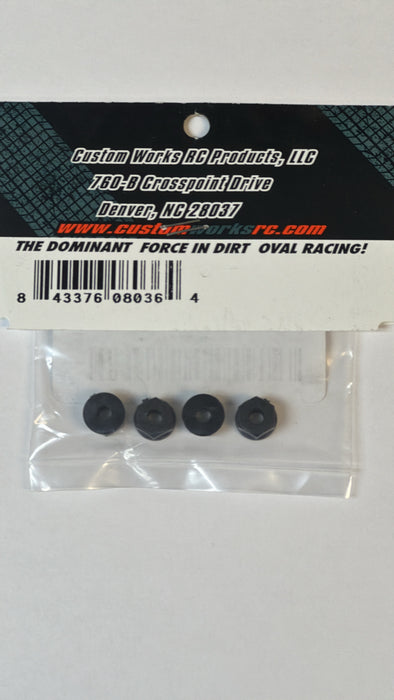 Custom Works RC Products, LLC
760-B Crosspoint Drive
Denver, NC 28037
www.customworksrc.com
THE DOMINANT FORCE IN DIRT OVAL RACING!
8 43376 08036 4